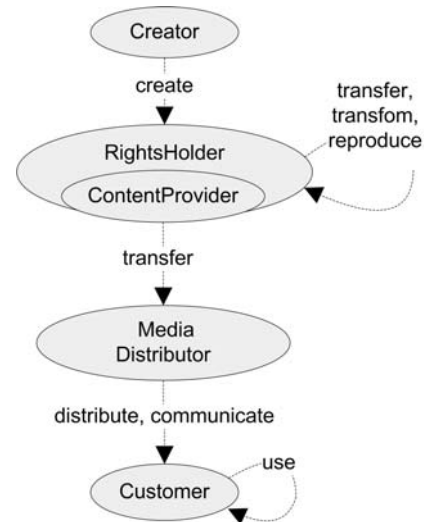 Creator
create
transfer,
transfom,
reproduce
RightsHolder
ContentProvider
transfer
Media
Distributor
distribute, communicate
use
Customer